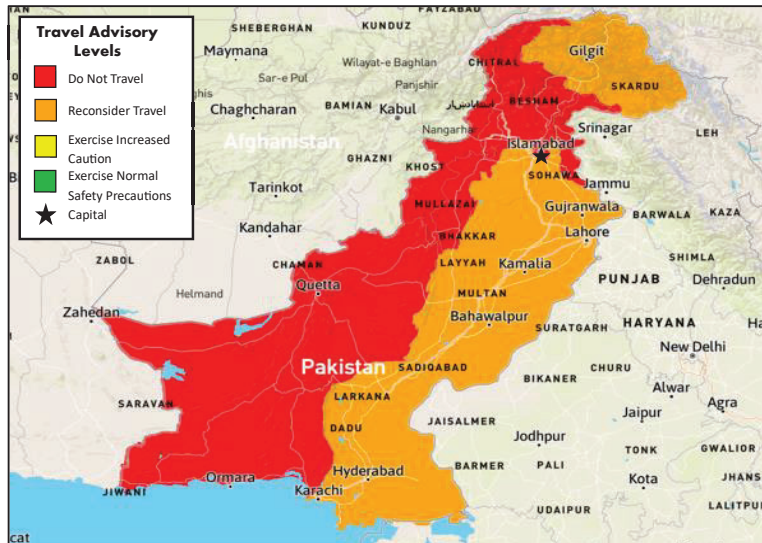 Travel Advisory
Levels
Do Not Travel
Reconsider Travel
Exercise Increased
Caution
Exercise Normal
Safety Precautions
Capital
SHEBERGHAN
KUNDUZ
FAYZABAD
Maymana
Wilayat-e Baghlan
CHITRAL
Gilgit
Sar-e Pul
Panjshir
SKARDU
Chaghcharan
BAMIAN
Kabul
BESHAM
Nangarhar
Srinagar
LEH
Afghanistan
Islamabad
GHAZNI
KHOST
SOHAWA
Tarinkot
Jammu
MULLAZAI
Gujranwala
BARWALA
KAZA
Kandahar
BHAKKAR
Lahore
ZABOL
CHAMAN
LAYYAH
Kamalia
SHIMLA
PUNJAB
Dehradun
Helmand
Quetta
MULTAN
Zahedan
Bahawalpur
SURATGARH
HARYANA
Ha
New Delhi
Pakistan
SADIQABAD
CHURU
BIKANER
Alwar
SARAVAN
LARKANA
Agra
DADU
JAISALMER
Jaipur
Jodhpur
TONK
GWALIOR
Hyderabad
BARMER
PALI
Kota
JHANS
Ormara
JIWANI
Karachi
UDAIPUR
LALITPU
cat